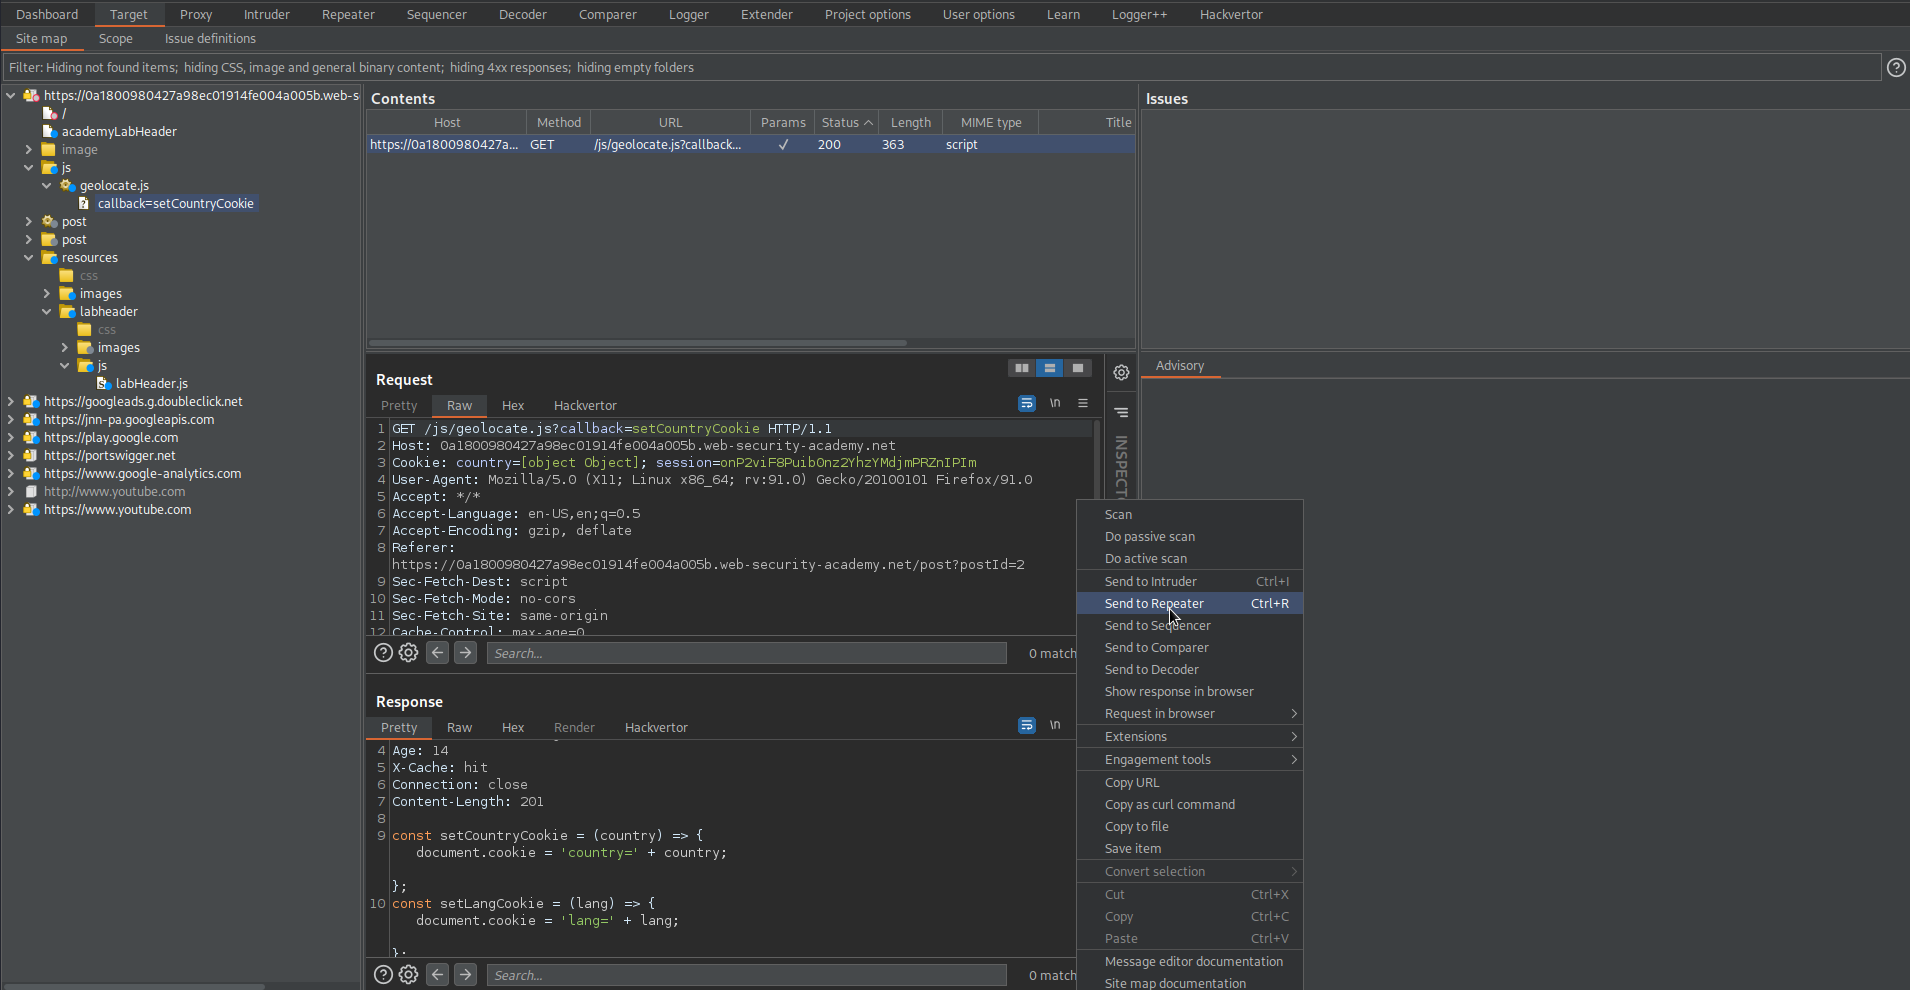 Dashboard Target Proxy Intruder Repeater Sequencer Decoder Comparer Logger Extender Project options User options Learn Logger++ Hackvertor
Site map Scope Issue definitions
Filter: Hiding not found items; hiding CSS, image and general binary content; hiding 4xx responses; hiding empty folders
https://0a1800980427a98ec01914fe004a005b.web-s
/
academyLabHeader
image
js
geolocate.js
callback=setCountryCookie
post
post
resources
css
images
labheader
css
images
js
labHeader.js
https://googleads.g.doubleclick.net
https://jnn-pa.googleapis.com
https://play.google.com
https://portswigger.net
https://www.google-analytics.com
http://www.youtube.com
https://www.youtube.com
Contents
Host Method URL Params Status Length MIME type Title
https://0a1800980427a... GET /js/geolocate.js?callback... ✓ 200 363 script
Request
Pretty Raw Hex Hackvertor \n
1 GET /js/geolocate.js?callback=setCountryCookie HTTP/1.1
2 Host: 0a1800980427a98ec01914fe004a005b.web-security-academy.net
3 Cookie: country=[object Object]; session=onP2viF8Puib0nz2YhzYMdjmPRZnIPIm
4 User-Agent: Mozilla/5.0 (X11; Linux x86_64; rv:91.0) Gecko/20100101 Firefox/91.0
5 Accept: */*
6 Accept-Language: en-US,en;q=0.5
7 Accept-Encoding: gzip, deflate
8 Referer:
https://0a1800980427a98ec01914fe004a005b.web-security-academy.net/post?postId=2
9 Sec-Fetch-Dest: script
10 Sec-Fetch-Mode: no-cors
11 Sec-Fetch-Site: same-origin
12 Cache-Control: max-age=0
Search... 0 match
Response
Pretty Raw Hex Render Hackvertor \n
4 Age: 14
5 X-Cache: hit
6 Connection: close
7 Content-Length: 201
8
9 const setCountryCookie = (country) => {
document.cookie = 'country=' + country;
};
10 const setLangCookie = (lang) => {
document.cookie = 'lang=' + lang;
};
Search... 0 match
INSPECT
Issues
Advisory
Scan
Do passive scan
Do active scan
Send to Intruder Ctrl+I
Send to Repeater Ctrl+R
Send to Sequencer
Send to Comparer
Send to Decoder
Show response in browser
Request in browser
Extensions
Engagement tools
Copy URL
Copy as curl command
Copy to file
Save item
Convert selection
Cut Ctrl+X
Copy Ctrl+C
Paste Ctrl+V
Message editor documentation
Site map documentation